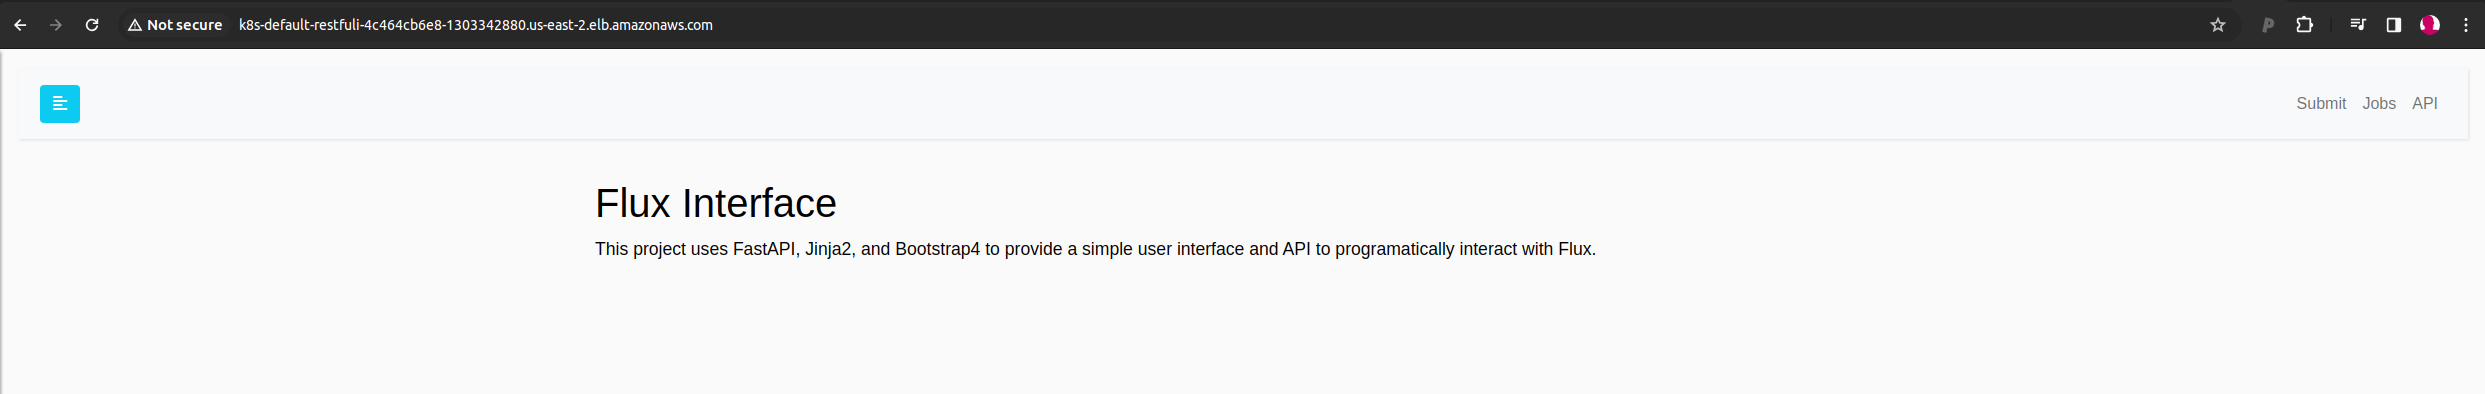 Not secure k8s-default-restfuli-4c464cb6e8-1303342880.us-east-2.elb.amazonaws.com
Submit Jobs API
Flux Interface
This project uses FastAPI, Jinja2, and Bootstrap4 to provide a simple user interface and API to programatically interact with Flux.